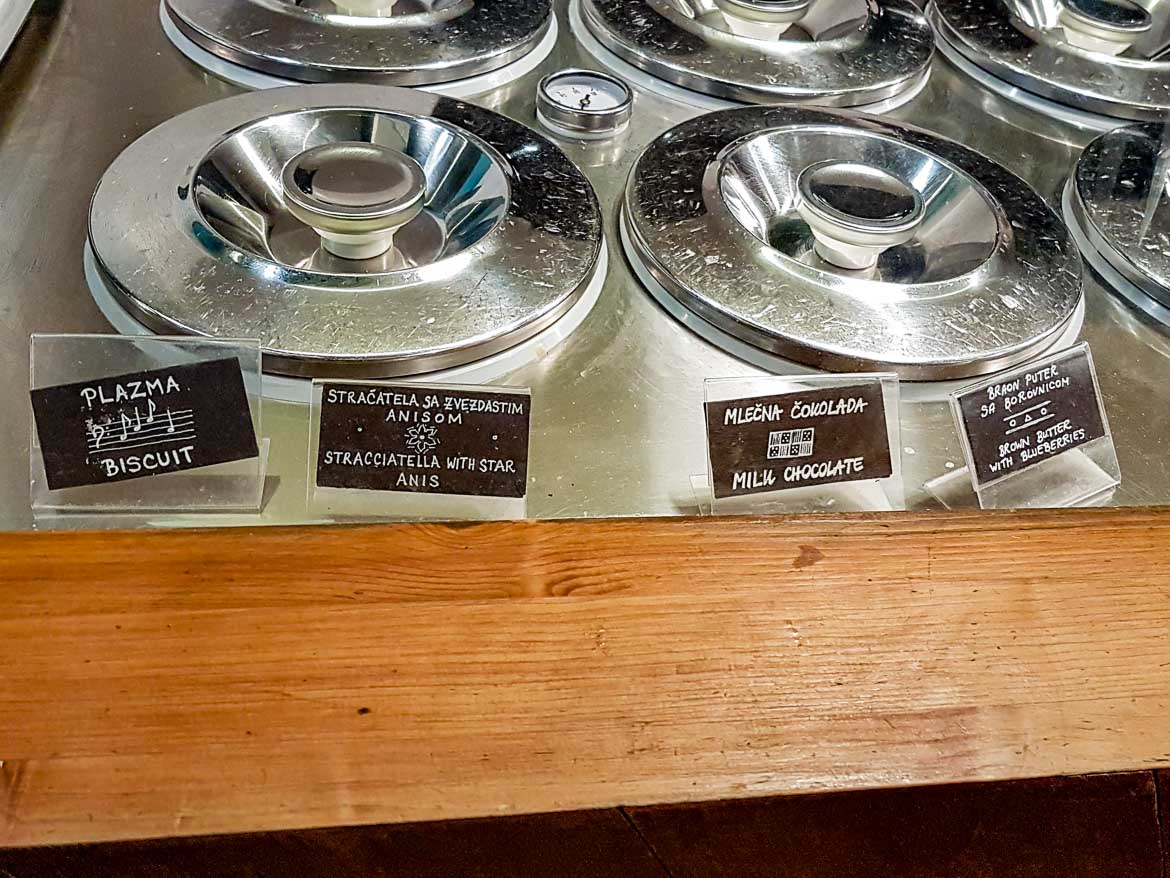 PLAZMA
BISCUIT
STRAČATELA SA ZVEZDASTIM
ANISOM
STRACCIATELLA WITH STAR
ANIS
MLEČNA ČOKOLADA
MILK CHOCOLATE
BRAON PUTER
SA BOROVNICOM
BROWN BUTTER
WITH BLUEBERRIES